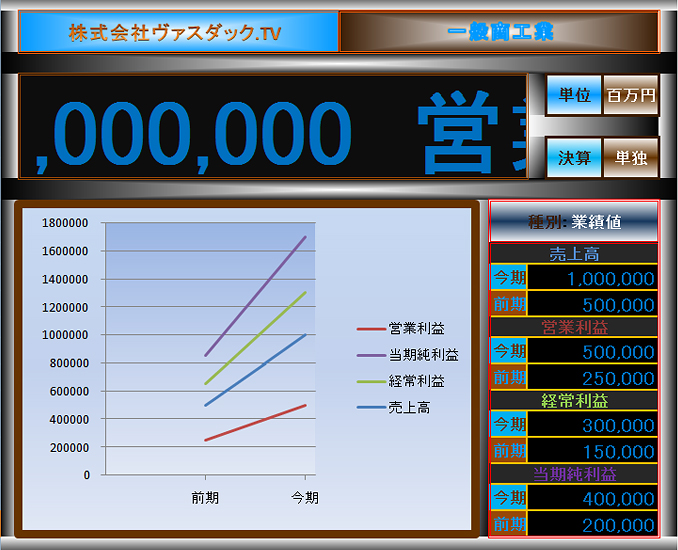 株式会社ヴァスダック.TV
一般商工業
,000,000 営業
単位
百万円
決算
単独
1800000
1600000
1400000
1200000
1000000
800000
600000
400000
200000
0
前期
今期
営業利益
当期純利益
経常利益
売上高
種別: 業績値
売上高
今期 1,000,000
前期 500,000
営業利益
今期 500,000
前期 250,000
経常利益
今期 300,000
前期 150,000
当期純利益
今期 400,000
前期 200,000